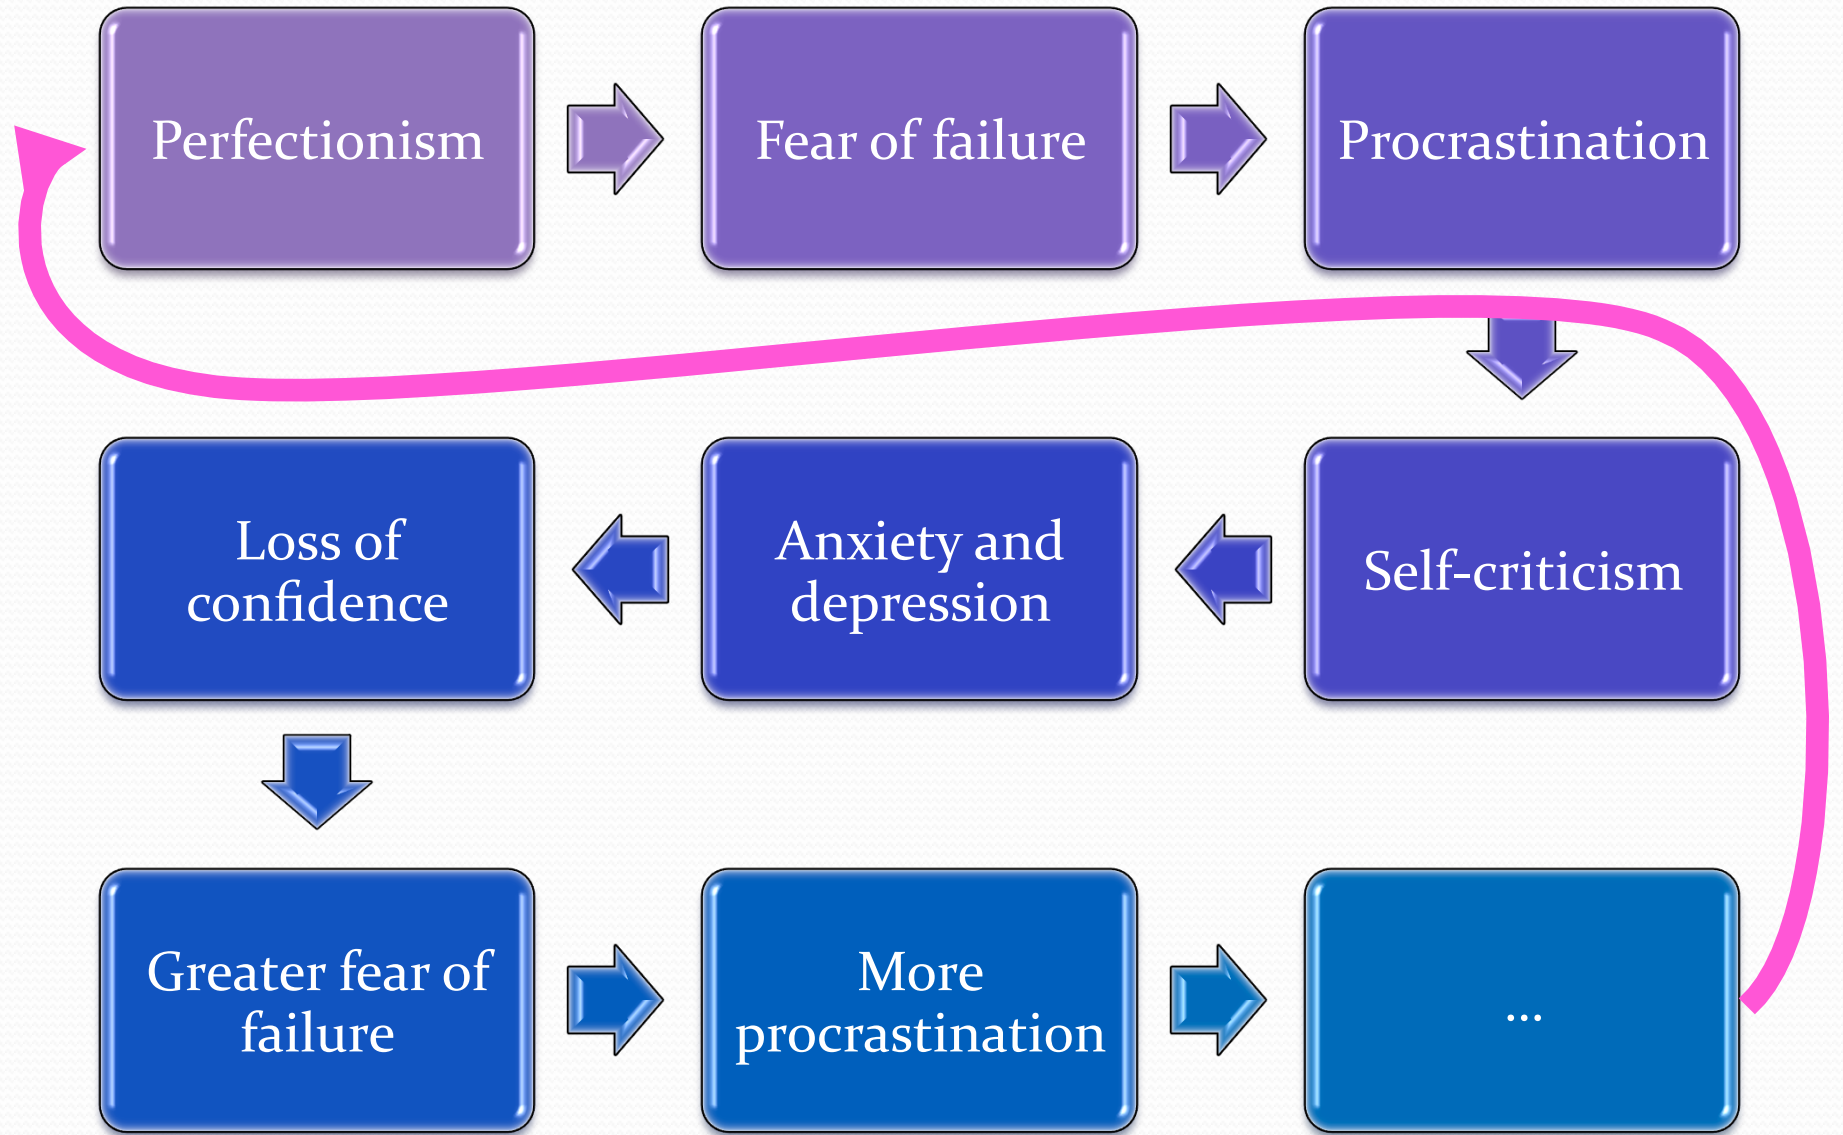 Perfectionism
Fear of failure
Procrastination
Self-criticism
Anxiety and
depression
Loss of
confidence
Greater fear of
failure
More
procrastination
...